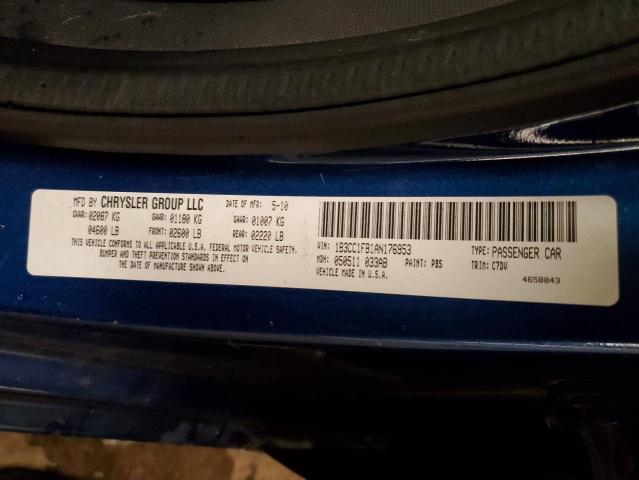 MFD BY CHRYSLER GROUP LLC DATE OF MFR: 5-10
GVWR: 02087 KG GAWR: 01180 KG GAWR: 01007 KG
04600 LB FRONT: 02600 LB REAR: 02220 LB
THIS VEHICLE CONFORMS TO ALL APPLICABLE U.S.A. FEDERAL MOTOR VEHICLE SAFETY,
BUMPER AND THEFT PREVENTION STANDARDS IN EFFECT ON
THE DATE OF MANUFACTURE SHOWN ABOVE.
VIN: 1B3CC1FB1AN176953 TYPE: PASSENGER CAR
MDH: 050511 033AB PAINT: PBS TRIM: C7DV
VEHICLE MADE IN U.S.A. 4658843